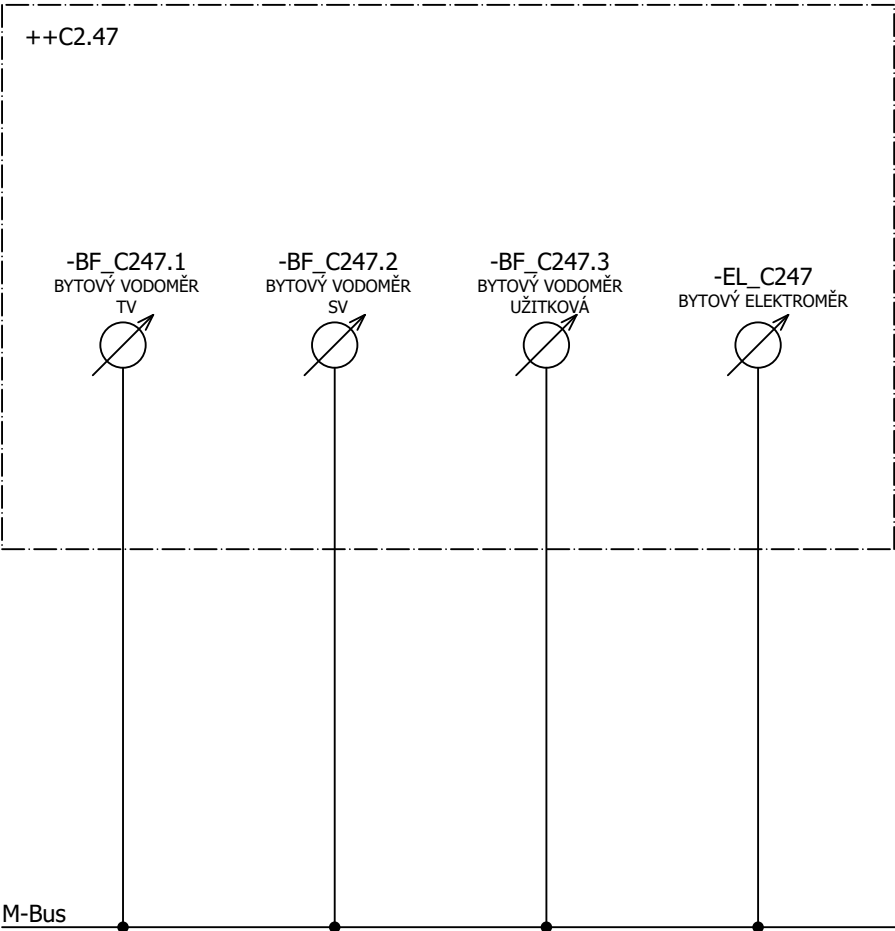 ++C2.47
-BF_C247.1
BYTOVÝ VODOMĚR
TV
-BF_C247.2
BYTOVÝ VODOMĚR
SV
-BF_C247.3
BYTOVÝ VODOMĚR
UŽITKOVÁ
-EL_C247
BYTOVÝ ELEKTROMĚR
M-Bus